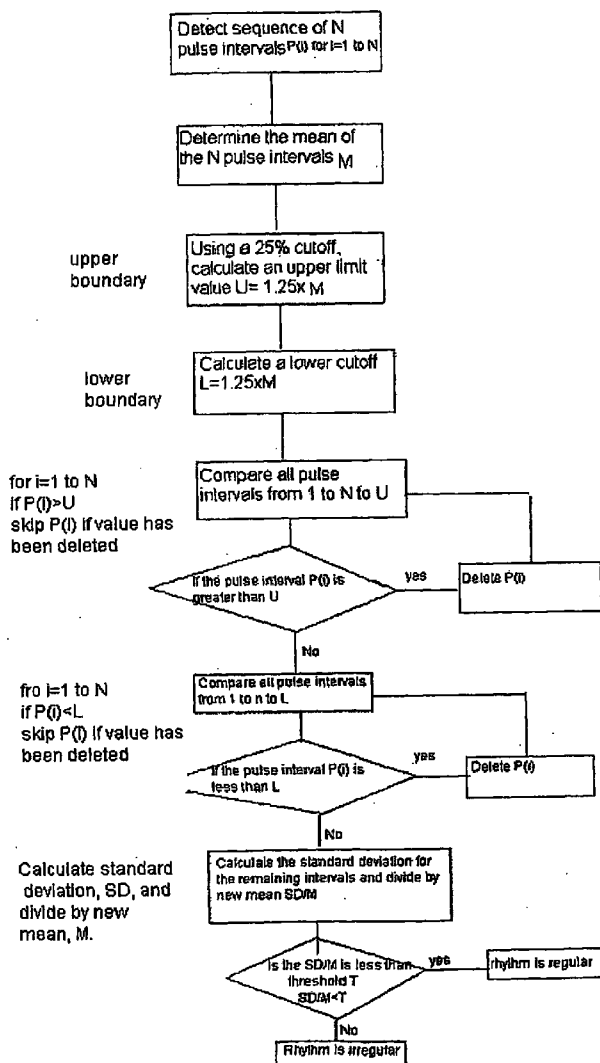 Detect sequence of N
pulse intervals P(i) for i=1 to N
Determine the mean of
the N pulse intervals M
upper
boundary
Using a 25% cutoff,
calculate an upper limit
value U= 1.25x M
lower
boundary
Calculate a lower cutoff
L=1.25xM
for i=1 to N
if P(i)>U
skip P(i) if value has
been deleted
Compare all pulse
intervals from 1 to N to U
If the pulse interval P(i) is
greater than U
yes
Delete P(i)
No
fro i=1 to N
if P(i)<L
skip P(i) if value has
been deleted
Compare all pulse intervals
from 1 to n to L
If the pulse interval P(i) is
less than L
yes
Delete P(i)
No
Calculate standard
deviation, SD, and
divide by new
mean, M.
Calculate the standard deviation for
the remaining intervals and divide by
new mean SD/M
Is the SD/M is less than
threshold T
SD/M<T
yes
rhythm is regular
No
Rhythm is irregular